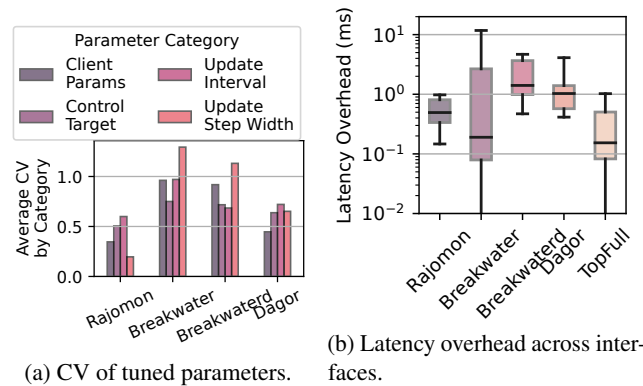 Parameter Category
Client
Params
Control
Target
Update
Interval
Update
Step Width
Average CV
by Category
1.0
0.5
0.0
Rajomon
Breakwater
Breakwaterd
Dagor
(a) CV of tuned parameters.
Latency Overhead (ms)
10^1
10^0
10^−1
10^−2
Rajomon
Breakwater
Breakwaterd
Dagor
TopFull
(b) Latency overhead across inter-
faces.